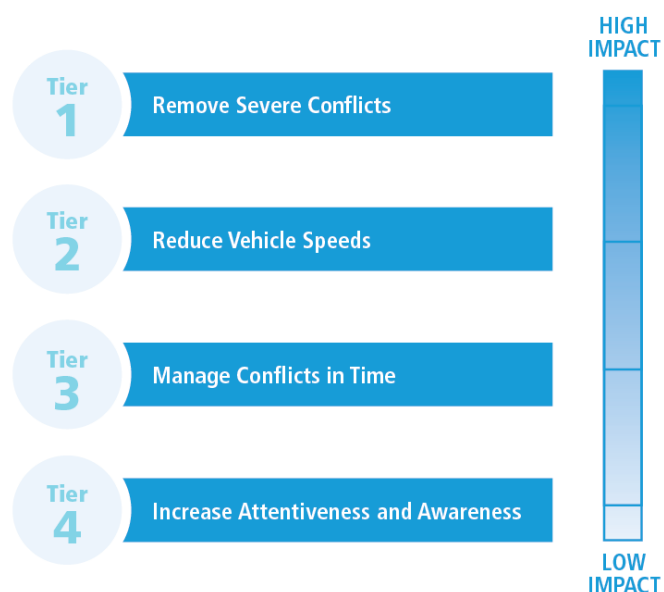 HIGH
IMPACT
Tier
1
Remove Severe Conflicts
Tier
2
Reduce Vehicle Speeds
Tier
3
Manage Conflicts in Time
Tier
4
Increase Attentiveness and Awareness
LOW
IMPACT